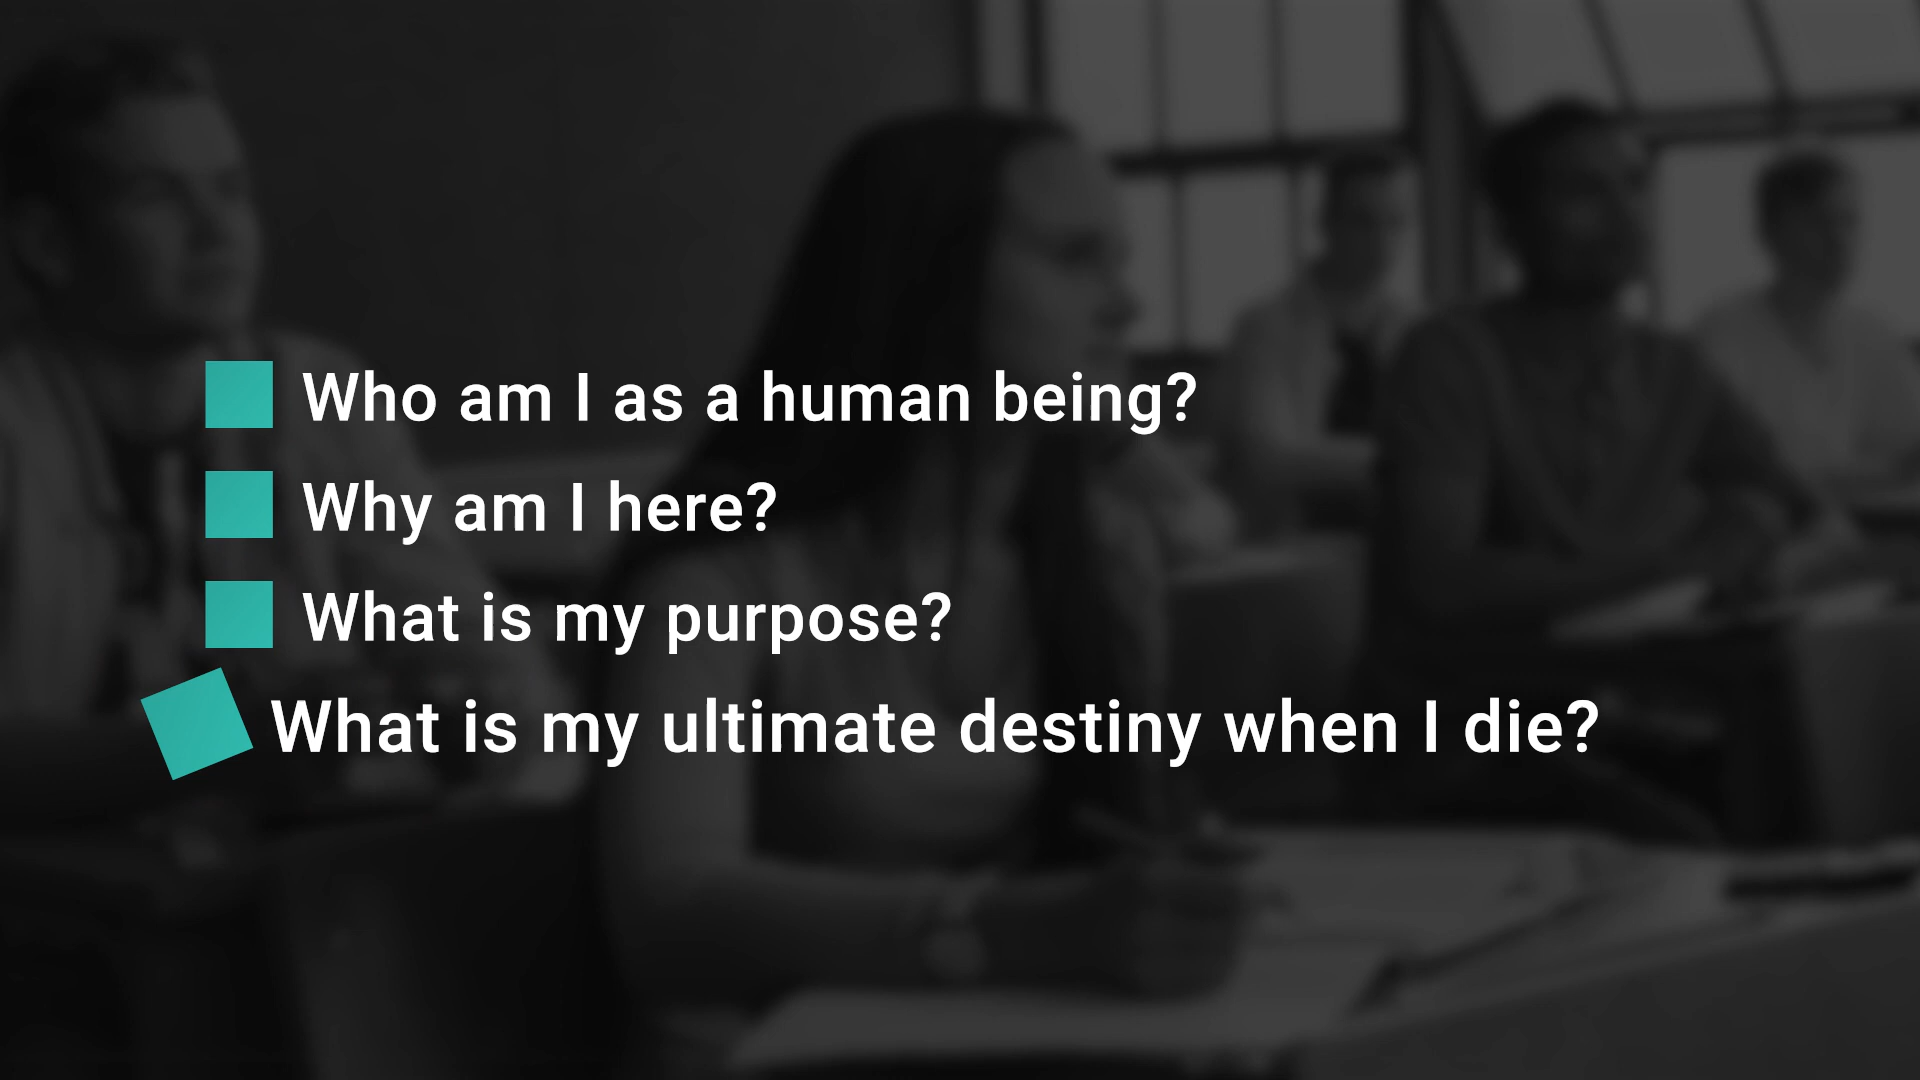 Who am I as a human being?
Why am I here?
What is my purpose?
What is my ultimate destiny when I die?